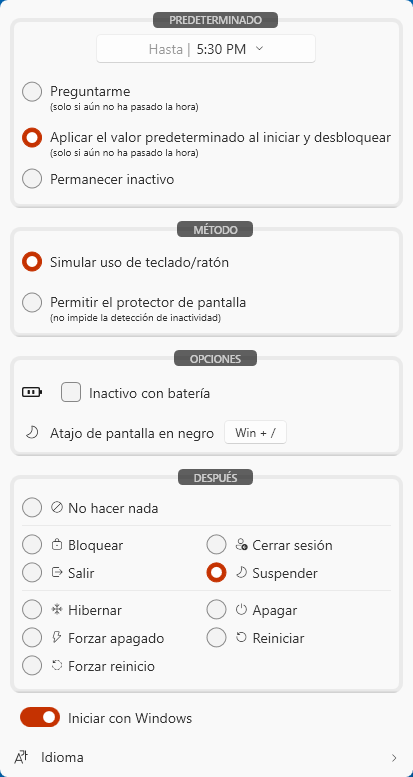 PREDETERMINADO
Hasta | 5:30 PM
Preguntarme
(solo si aún no ha pasado la hora)
Aplicar el valor predeterminado al iniciar y desbloquear
(solo si aún no ha pasado la hora)
Permanecer inactivo
MÉTODO
Simular uso de teclado/ratón
Permitir el protector de pantalla
(no impide la detección de inactividad)
OPCIONES
Inactivo con batería
Atajo de pantalla en negro Win + /
DESPUÉS
No hacer nada
Bloquear Cerrar sesión
Salir Suspender
Hibernar Apagar
Forzar apagado Reiniciar
Forzar reinicio
Iniciar con Windows
Idioma